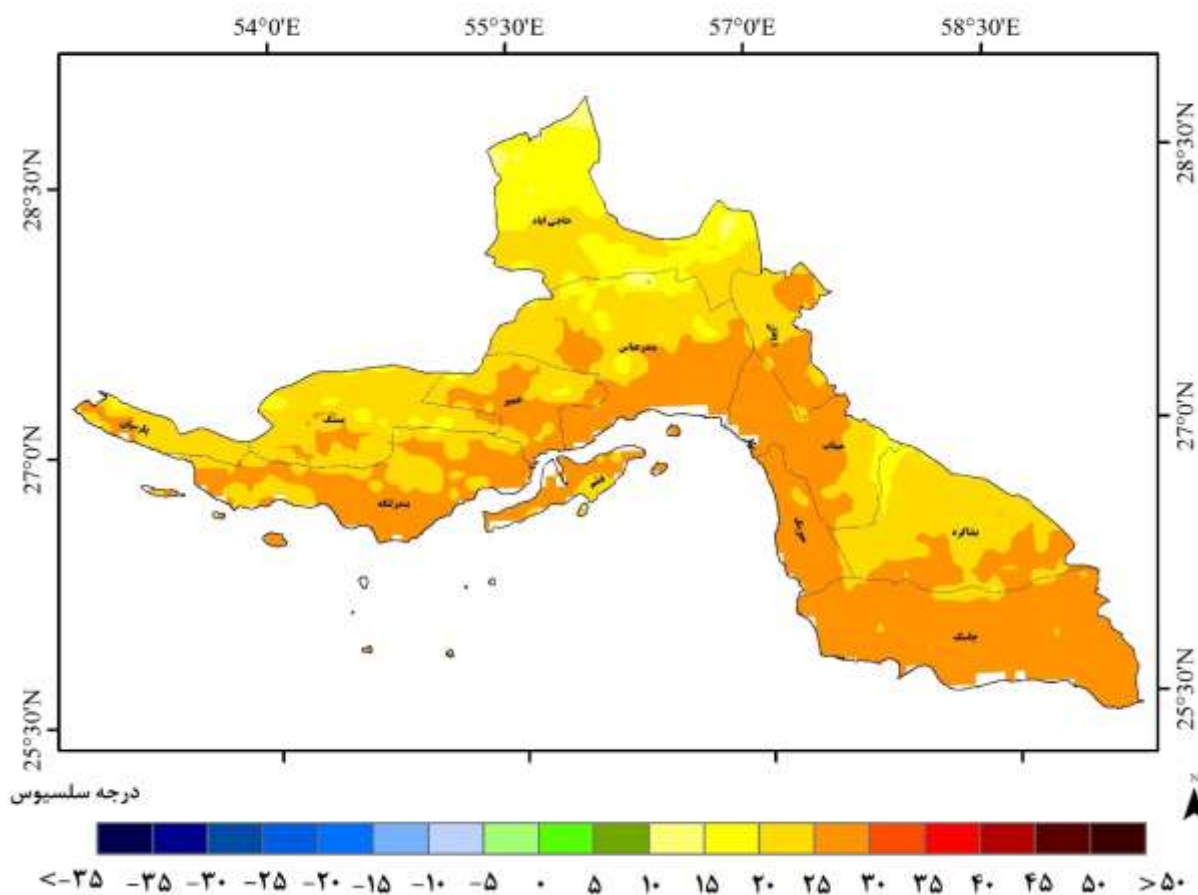 54°0'E 55°30'E 57°0'E 58°30'E
28°30'N 28°30'N
27°0'N 27°0'N
25°30'N 25°30'N
حاجی اباد
بندرعباس
خمیر
بستک
پارسیان
بندرلنگه
قشم
میناب
بشاگرد
جاسک
درجه سلسیوس
N
<-۳۵ -۳۵ -۳۰ -۲۵ -۲۰ -۱۵ -۱۰ -۵ ۰ ۵ ۱۰ ۱۵ ۲۰ ۲۵ ۳۰ ۳۵ ۴۰ ۴۵ ۵۰ >۵۰